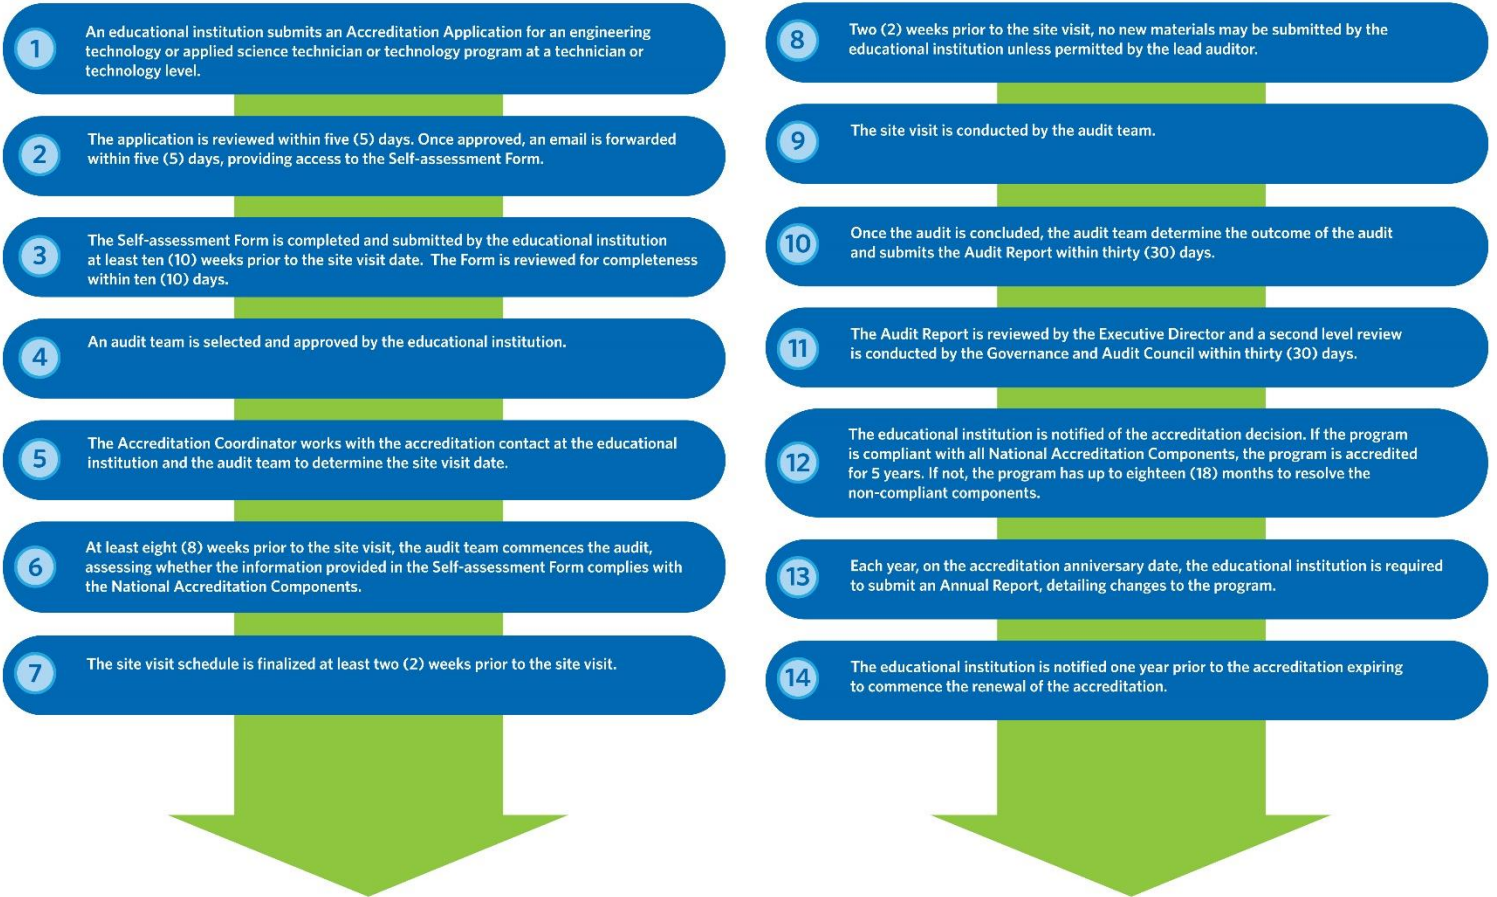 1
An educational institution submits an Accreditation Application for an engineering
technology or applied science technician or technology program at a technician or
technology level.
2
The application is reviewed within five (5) days. Once approved, an email is forwarded
within five (5) days, providing access to the Self-assessment Form.
3
The Self-assessment Form is completed and submitted by the educational institution
at least ten (10) weeks prior to the site visit date. The Form is reviewed for completeness
within ten (10) days.
4
An audit team is selected and approved by the educational institution.
5
The Accreditation Coordinator works with the accreditation contact at the educational
institution and the audit team to determine the site visit date.
6
At least eight (8) weeks prior to the site visit, the audit team commences the audit,
assessing whether the information provided in the Self-assessment Form complies with
the National Accreditation Components.
7
The site visit schedule is finalized at least two (2) weeks prior to the site visit.
8
Two (2) weeks prior to the site visit, no new materials may be submitted by the
educational institution unless permitted by the lead auditor.
9
The site visit is conducted by the audit team.
10
Once the audit is concluded, the audit team determine the outcome of the audit
and submits the Audit Report within thirty (30) days.
11
The Audit Report is reviewed by the Executive Director and a second level review
is conducted by the Governance and Audit Council within thirty (30) days.
12
The educational institution is notified of the accreditation decision. If the program
is compliant with all National Accreditation Components, the program is accredited
for 5 years. If not, the program has up to eighteen (18) months to resolve the
non-compliant components.
13
Each year, on the accreditation anniversary date, the educational institution is required
to submit an Annual Report, detailing changes to the program.
14
The educational institution is notified one year prior to the accreditation expiring
to commence the renewal of the accreditation.